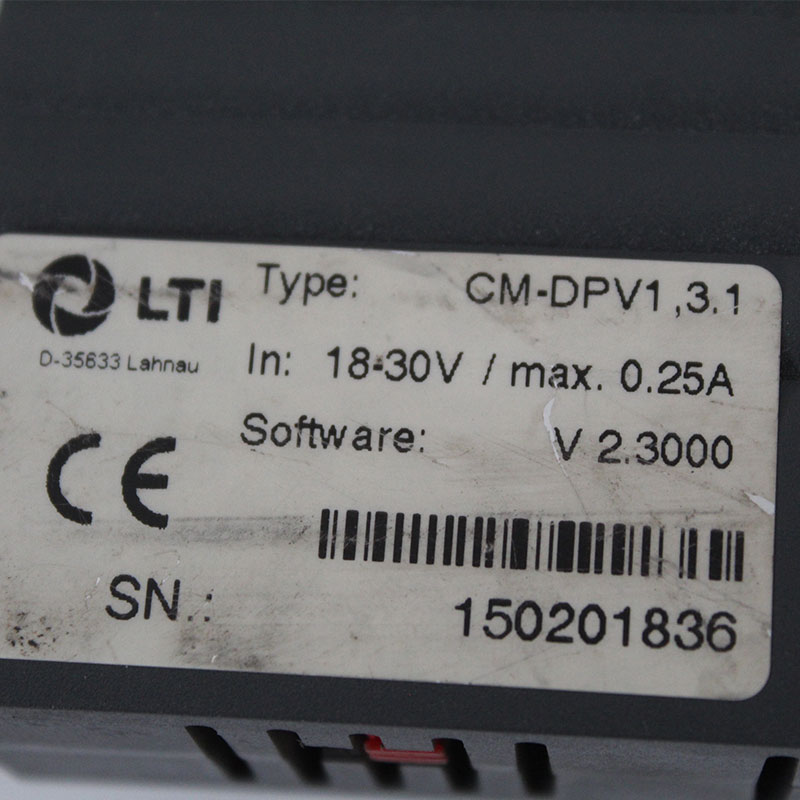 LTI
Type: CM-DPV1,3.1
D-35633 Lahnau
In: 18-30V / max. 0.25A
Software: V 2.3000
CE
SN.: 150201836